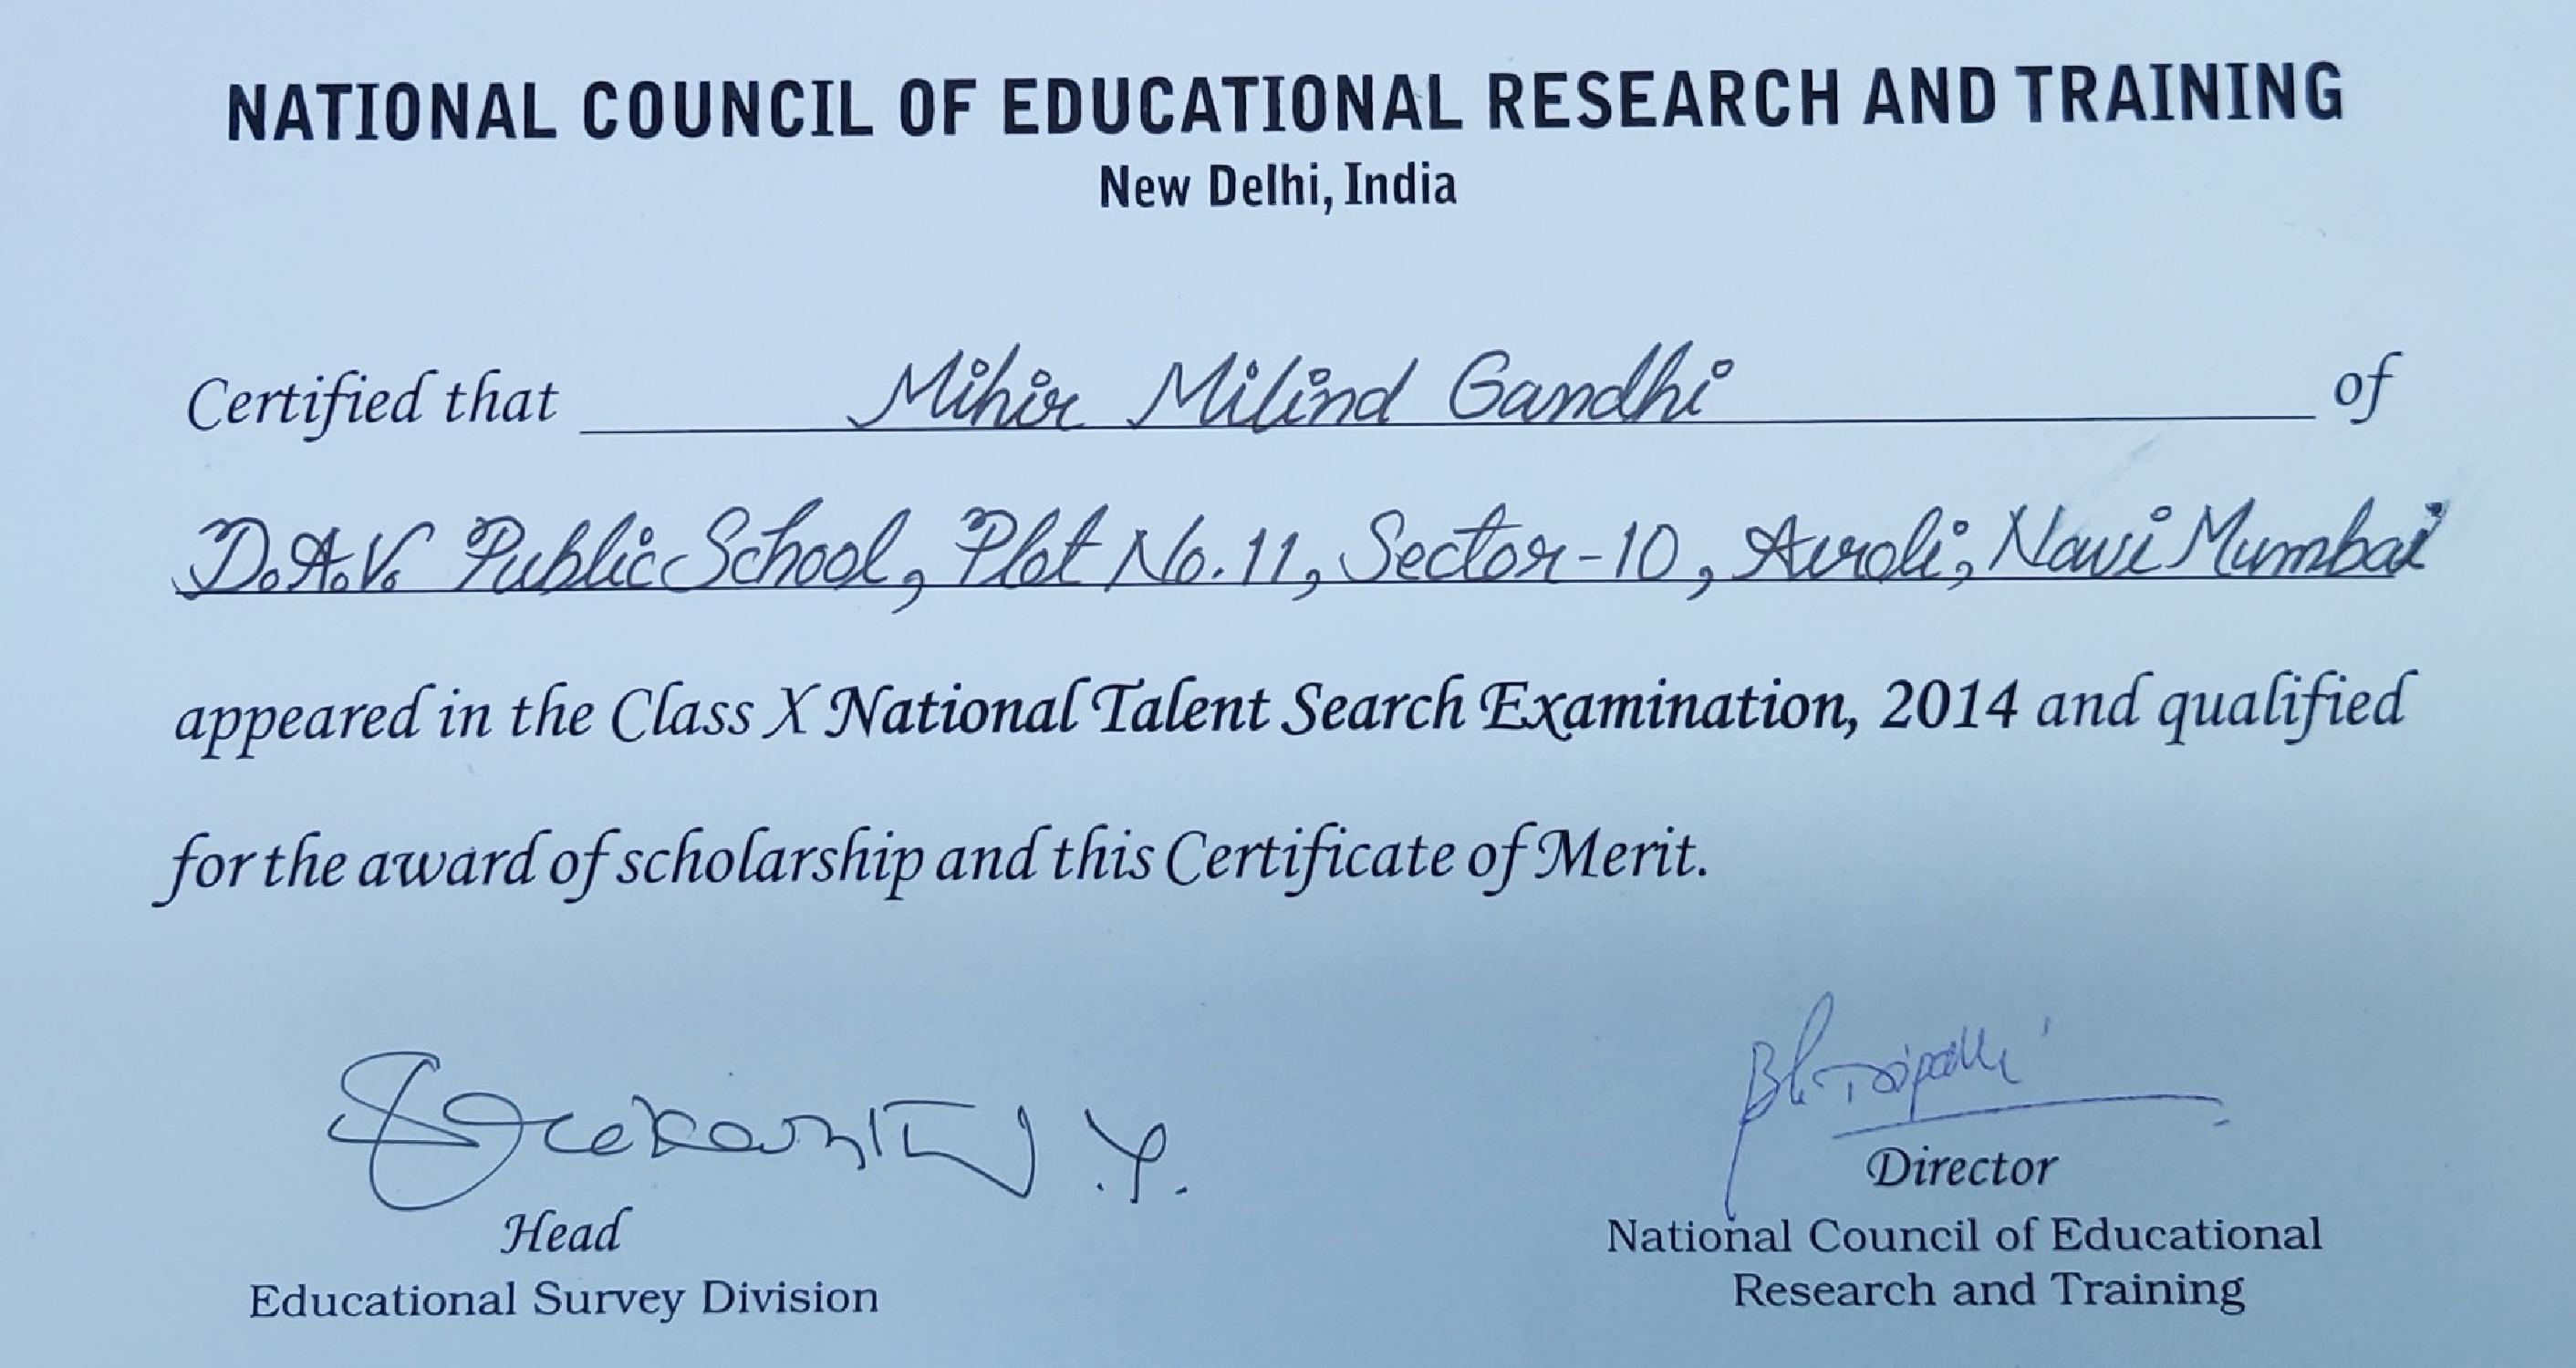 NATIONAL COUNCIL OF EDUCATIONAL RESEARCH AND TRAINING
New Delhi, India
Certified that Mihir Milind Gandhi of
D.A.V. Public School, Plot No. 11, Sector-10, Airoli, Navi Mumbai
appeared in the Class X National Talent Search Examination, 2014 and qualified
for the award of scholarship and this Certificate of Merit.
Y.
Head
Educational Survey Division
Director
National Council of Educational
Research and Training